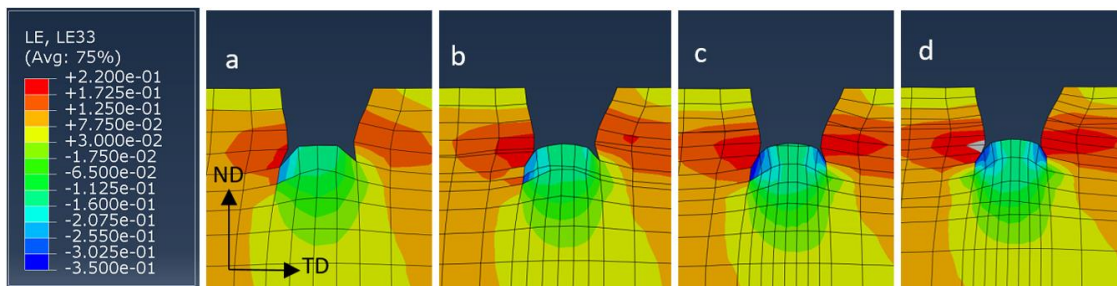 LE, LE33
(Avg: 75%)
+2.200e-01
+1.725e-01
+1.250e-01
+7.750e-02
+3.000e-02
-1.750e-02
-6.500e-02
-1.125e-01
-1.600e-01
-2.075e-01
-2.550e-01
-3.025e-01
-3.500e-01
a
b
c
d
ND
TD